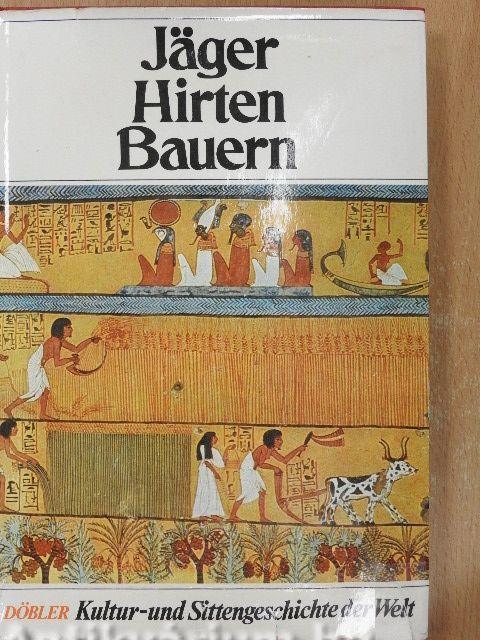 Jäger
Hirten
Bauern
DÖBLER Kultur-und Sittengeschichte der Welt